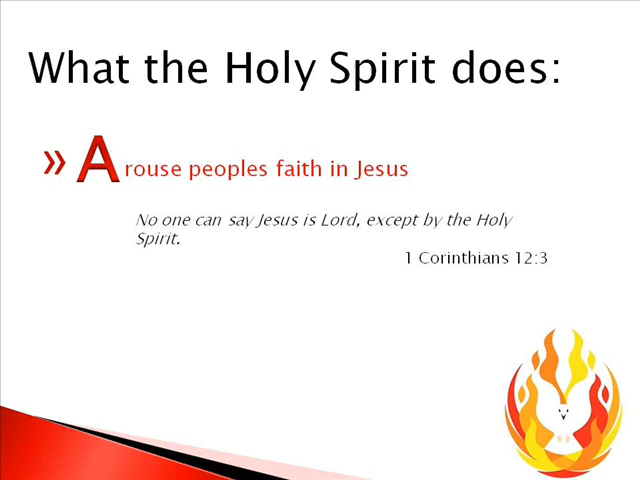 What the Holy Spirit does:
» Arouse peoples faith in Jesus
No one can say Jesus is Lord, except by the Holy
Spirit.
1 Corinthians 12:3